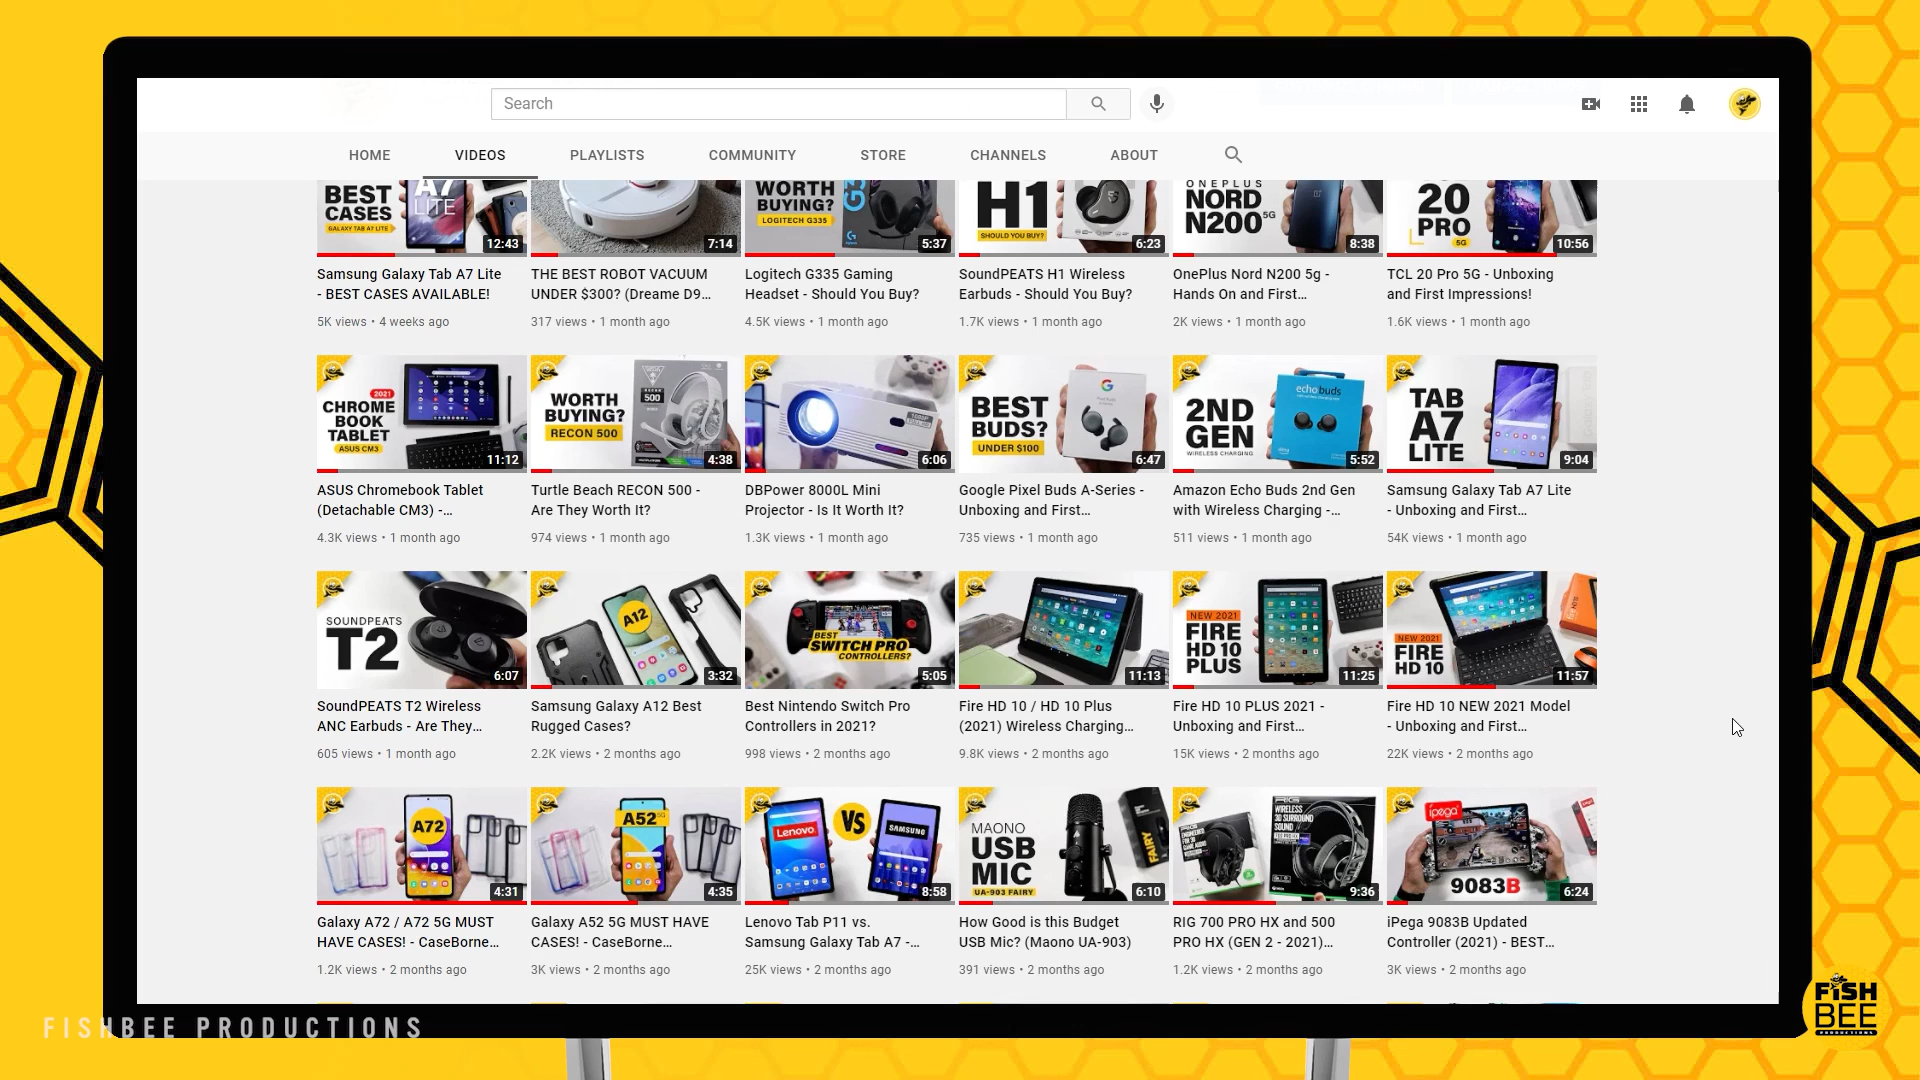 Search
HOME
VIDEOS
PLAYLISTS
COMMUNITY
STORE
CHANNELS
ABOUT
BEST
CASES
GALAXY TAB A7 LITE
A7
LITE
12:43
7:14
WORTH
BUYING?
LOGITECH G335
5:37
H1
SHOULD YOU BUY?
6:23
ONEPLUS
NORD
N200 5G
8:38
20
PRO
5G
10:56
Samsung Galaxy Tab A7 Lite
- BEST CASES AVAILABLE!
5K views • 4 weeks ago
THE BEST ROBOT VACUUM
UNDER $300? (Dreame D9...
317 views • 1 month ago
Logitech G335 Gaming
Headset - Should You Buy?
4.5K views • 1 month ago
SoundPEATS H1 Wireless
Earbuds - Should You Buy?
1.7K views • 1 month ago
OnePlus Nord N200 5g -
Hands On and First...
2K views • 1 month ago
TCL 20 Pro 5G - Unboxing
and First Impressions!
1.6K views • 1 month ago
2021
CHROME
BOOK
TABLET
ASUS CM3
11:12
WORTH
BUYING?
RECON 500
RECON
500
4:38
1080P
6:06
BEST
BUDS?
UNDER $100
G
6:47
2ND
GEN
WIRELESS CHARGING
echo buds
5:52
TAB
A7
LITE
9:04
ASUS Chromebook Tablet
(Detachable CM3) -...
4.3K views • 1 month ago
Turtle Beach RECON 500 -
Are They Worth It?
974 views • 1 month ago
DBPower 8000L Mini
Projector - Is It Worth It?
1.3K views • 1 month ago
Google Pixel Buds A-Series -
Unboxing and First...
735 views • 1 month ago
Amazon Echo Buds 2nd Gen
with Wireless Charging -...
511 views • 1 month ago
Samsung Galaxy Tab A7 Lite
- Unboxing and First...
54K views • 1 month ago
SOUNDPEATS
T2
6:07
A12
3:32
BEST
SWITCH PRO
CONTROLLERS?
5:05
11:13
NEW 2021
FIRE
HD 10
PLUS
11:25
NEW 2021
FIRE
HD 10
11:57
SoundPEATS T2 Wireless
ANC Earbuds - Are They...
605 views • 1 month ago
Samsung Galaxy A12 Best
Rugged Cases?
2.2K views • 2 months ago
Best Nintendo Switch Pro
Controllers in 2021?
998 views • 2 months ago
Fire HD 10 / HD 10 Plus
(2021) Wireless Charging...
9.8K views • 2 months ago
Fire HD 10 PLUS 2021 -
Unboxing and First...
15K views • 2 months ago
Fire HD 10 NEW 2021 Model
- Unboxing and First...
22K views • 2 months ago
A72
4:31
A52 5G
4:35
Lenovo
VS
SAMSUNG
8:58
MAONO
USB
MIC
UA-903 FAIRY
FAIRY
6:10
RIG
WIRELESS
3D SURROUND
SOUND
9:36
ipega
9083B
6:24
Galaxy A72 / A72 5G MUST
HAVE CASES! - CaseBorne...
1.2K views • 2 months ago
Galaxy A52 5G MUST HAVE
CASES! - CaseBorne...
3K views • 2 months ago
Lenovo Tab P11 vs.
Samsung Galaxy Tab A7 -...
25K views • 2 months ago
How Good is this Budget
USB Mic? (Maono UA-903)
391 views • 2 months ago
RIG 700 PRO HX and 500
PRO HX (GEN 2 - 2021)...
1.2K views • 2 months ago
iPega 9083B Updated
Controller (2021) - BEST...
3K views • 2 months ago
FISHBEE PRODUCTIONS
FISH
BEE
PRODUCTIONS